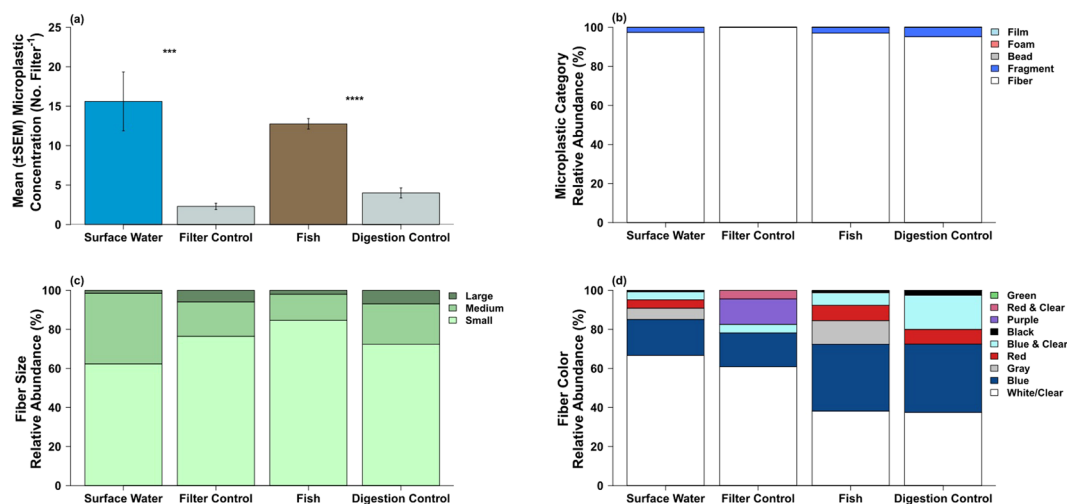 (a)
Mean (±SEM) Microplastic
Concentration (No. Filter⁻¹)
25
20
15
10
5
0
***
****
Surface Water Filter Control Fish Digestion Control
(b)
Microplastic Category
Relative Abundance (%)
100
80
60
40
20
0
Surface Water Filter Control Fish Digestion Control
Film
Foam
Bead
Fragment
Fiber
(c)
Fiber Size
Relative Abundance (%)
100
80
60
40
20
0
Surface Water Filter Control Fish Digestion Control
Large
Medium
Small
(d)
Fiber Color
Relative Abundance (%)
100
80
60
40
20
0
Surface Water Filter Control Fish Digestion Control
Green
Red & Clear
Purple
Black
Blue & Clear
Red
Gray
Blue
White/Clear